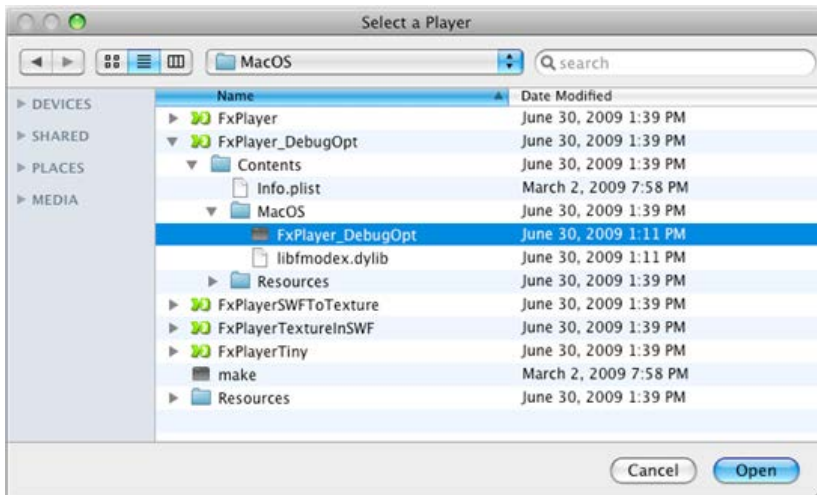 Select a Player
MacOS
search
DEVICES
SHARED
PLACES
MEDIA
Name Date Modified
FxPlayer June 30, 2009 1:39 PM
FxPlayer_DebugOpt June 30, 2009 1:39 PM
Contents June 30, 2009 1:39 PM
Info.plist March 2, 2009 7:58 PM
MacOS June 30, 2009 1:39 PM
FxPlayer_DebugOpt June 30, 2009 1:11 PM
libfmodex.dylib June 30, 2009 1:11 PM
Resources June 30, 2009 1:39 PM
FxPlayerSWFToTexture June 30, 2009 1:39 PM
FxPlayerTextureInSWF June 30, 2009 1:39 PM
FxPlayerTiny June 30, 2009 1:39 PM
make March 2, 2009 7:58 PM
Resources June 30, 2009 1:39 PM
Cancel Open